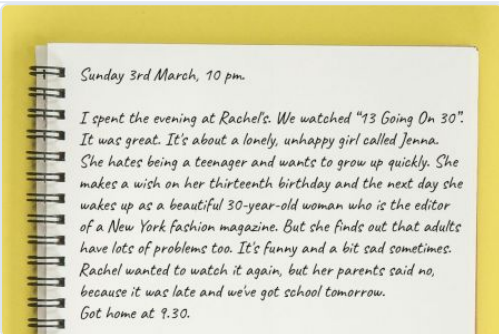 Sunday 3rd March, 10 pm.
I spent the evening at Rachel's. We watched “13 Going On 30”.
It was great. It's about a lonely, unhappy girl called Jenna.
She hates being a teenager and wants to grow up quickly. She
makes a wish on her thirteenth birthday and the next day she
wakes up as a beautiful 30-year-old woman who is the editor
of a New York fashion magazine. But she finds out that adults
have lots of problems too. It's funny and a bit sad sometimes.
Rachel wanted to watch it again, but her parents said no,
because it was late and we've got school tomorrow.
Got home at 9.30.